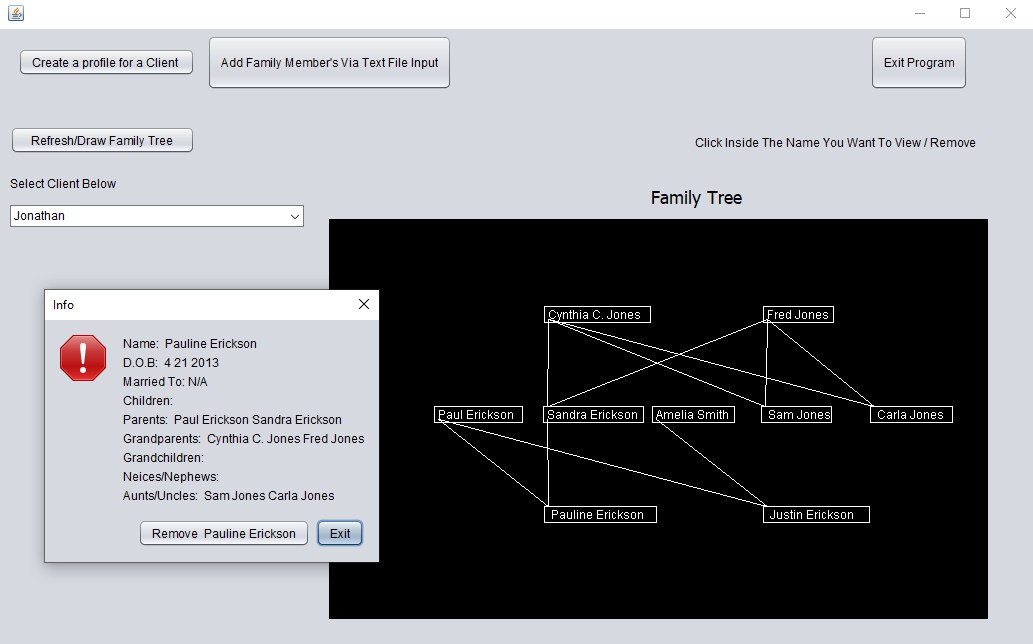 Create a profile for a Client
Add Family Member's Via Text File Input
Exit Program
Refresh/Draw Family Tree
Click Inside The Name You Want To View / Remove
Select Client Below
Jonathan
Family Tree
Info
Name:  Pauline Erickson
D.O.B:  4 21 2013
Married To: N/A
Children:
Parents:  Paul Erickson Sandra Erickson
Grandparents:  Cynthia C. Jones Fred Jones
Grandchildren:
Neices/Nephews:
Aunts/Uncles:  Sam Jones Carla Jones
Remove  Pauline Erickson
Exit
Cynthia C. Jones
Fred Jones
Paul Erickson
Sandra Erickson
Amelia Smith
Sam Jones
Carla Jones
Pauline Erickson
Justin Erickson